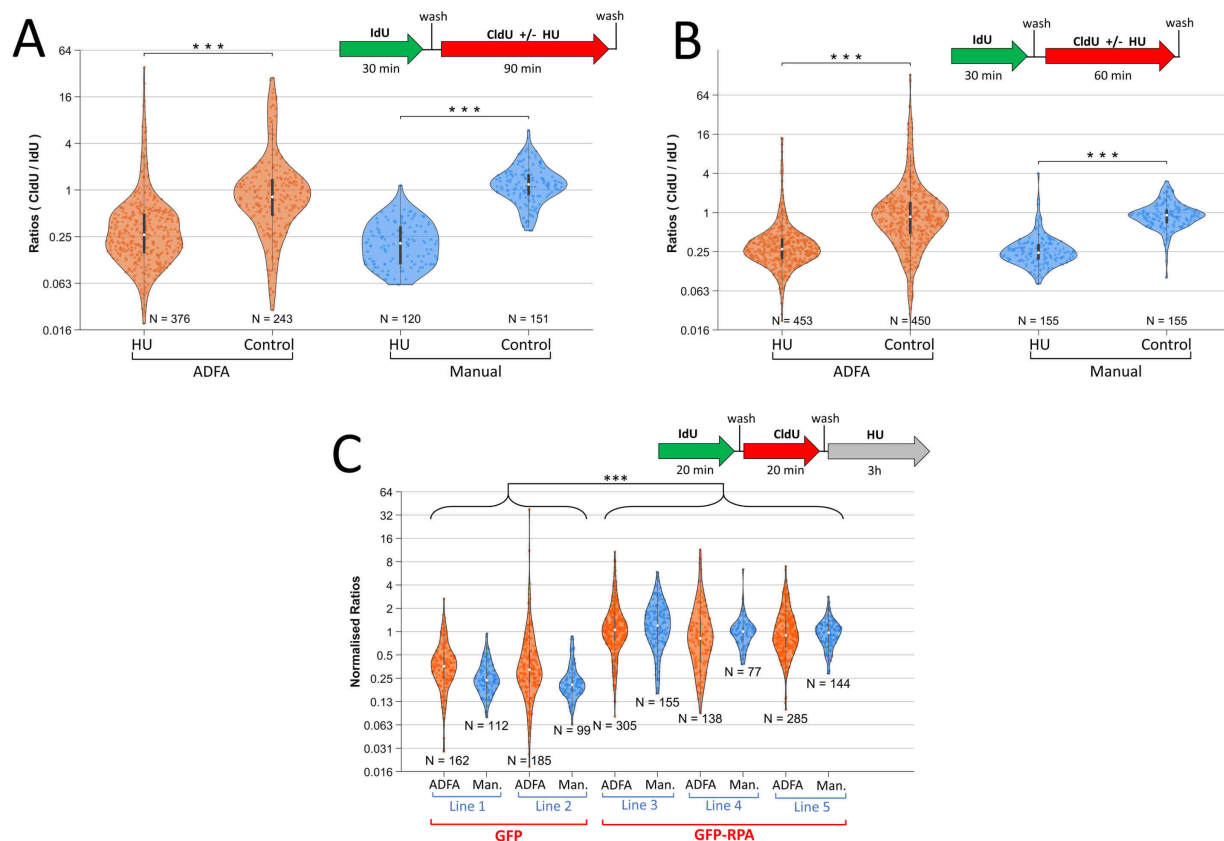 A
IdU
wash
CldU +/- HU
wash
30 min
90 min
* * *
* * *
Ratios ( CldU / IdU )
64
16
4
1
0.25
0.063
0.016
N = 376
N = 243
N = 120
N = 151
HU
Control
HU
Control
ADFA
Manual
B
IdU
wash
CldU +/- HU
wash
30 min
60 min
* * *
* * *
Ratios ( CldU / IdU )
64
16
4
1
0.25
0.063
0.016
N = 453
N = 450
N = 155
N = 155
HU
Control
HU
Control
ADFA
Manual
C
IdU
wash
CldU
wash
HU
20 min
20 min
3h
***
Normalised Ratios
64
32
16
8
4
2
1
0.5
0.25
0.13
0.063
0.031
0.016
N = 162
N = 112
N = 185
N = 99
N = 305
N = 155
N = 138
N = 77
N = 285
N = 144
ADFA Man. ADFA Man. ADFA Man. ADFA Man. ADFA Man.
Line 1 Line 2 Line 3 Line 4 Line 5
GFP GFP-RPA